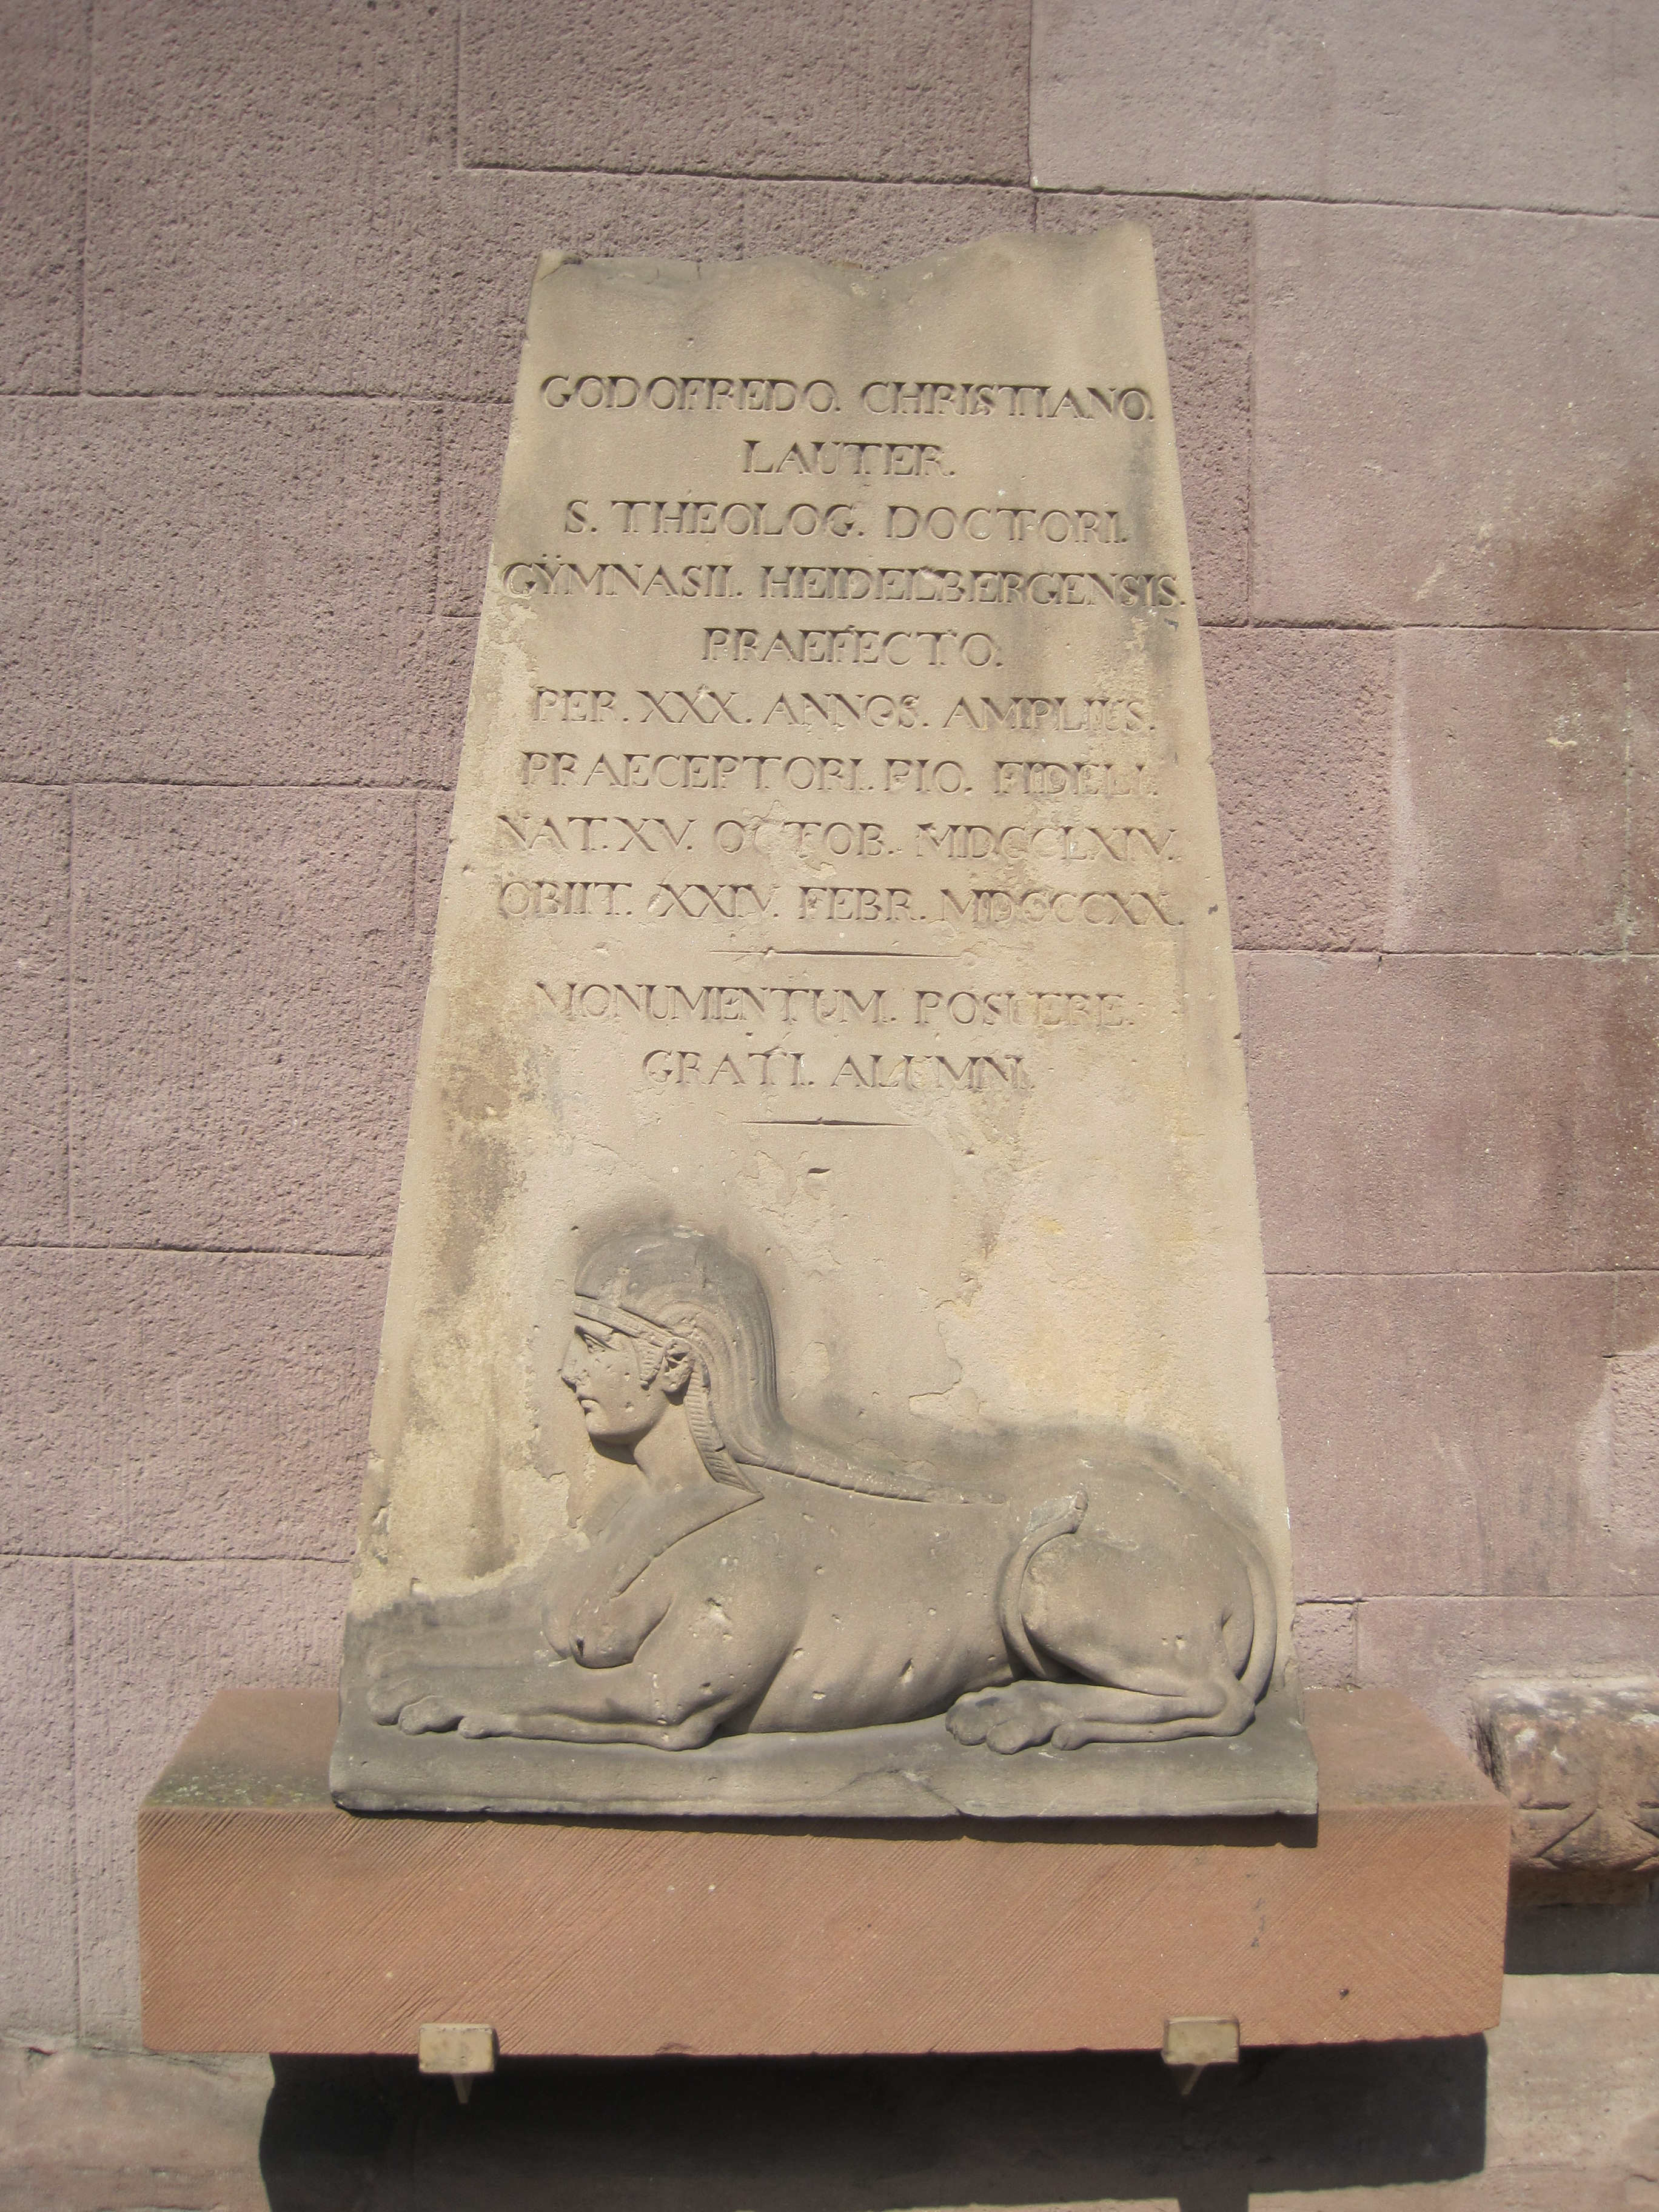 GODOFREDO. CHRISTIANO.
LAUTER.
S. THEOLOG. DOCTORI.
GŸMNASII. HEIDELBERGENSIS.
PRAEFECTO.
PER. XXX. ANNOS. AMPLIUS.
PRAECEPTORI. PIO. FIDELI.
NAT. XV. OCTOB. MDCCLXIV.
OBIIT. XXIV. FEBR. MDCCCXX.
MONUMENTUM. POSUERE.
GRATI. ALUMNI.